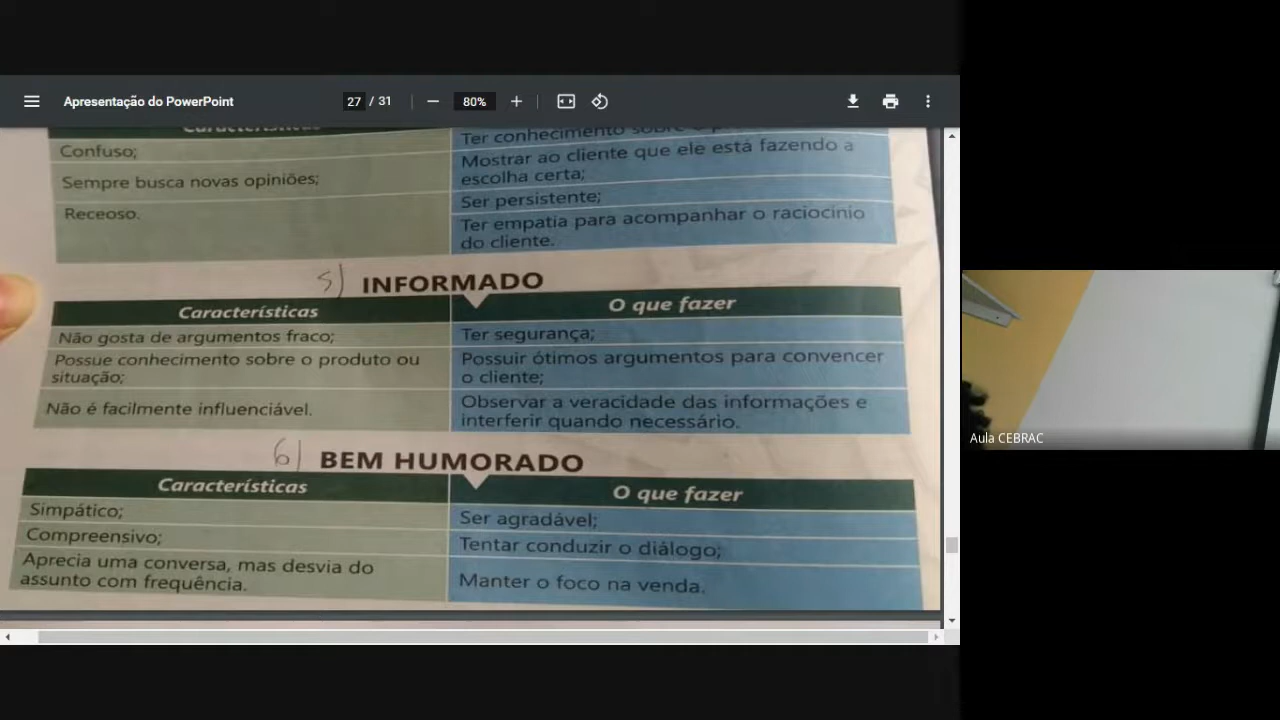 Apresentação do PowerPoint
27 / 31
80%
Características
Ter conhecimento sobre o
Confuso;
Mostrar ao cliente que ele está fazendo a
escolha certa;
Sempre busca novas opiniões;
Ser persistente;
Receoso.
Ter empatia para acompanhar o raciocínio
do cliente.
5) INFORMADO
Características
O que fazer
Não gosta de argumentos fraco;
Ter segurança;
Possue conhecimento sobre o produto ou
situação;
Possuir ótimos argumentos para convencer
o cliente;
Não é facilmente influenciável.
Observar a veracidade das informações e
interferir quando necessário.
6) BEM HUMORADO
Características
O que fazer
Simpático;
Ser agradável;
Compreensivo;
Tentar conduzir o diálogo;
Aprecia uma conversa, mas desvia do
assunto com frequência.
Manter o foco na venda.
Aula CEBRAC